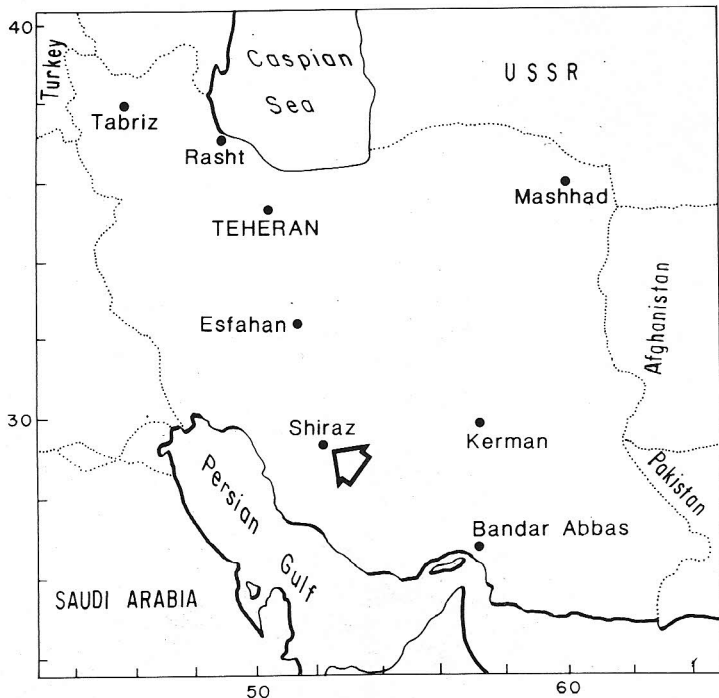 40
Turkey
Caspian
Sea
USSR
Tabriz
Rasht
Mashhad
TEHERAN
Esfahan
Afghanistan
30
Shiraz
Kerman
Pakistan
Persian
Gulf
Bandar Abbas
SAUDI ARABIA
50
60